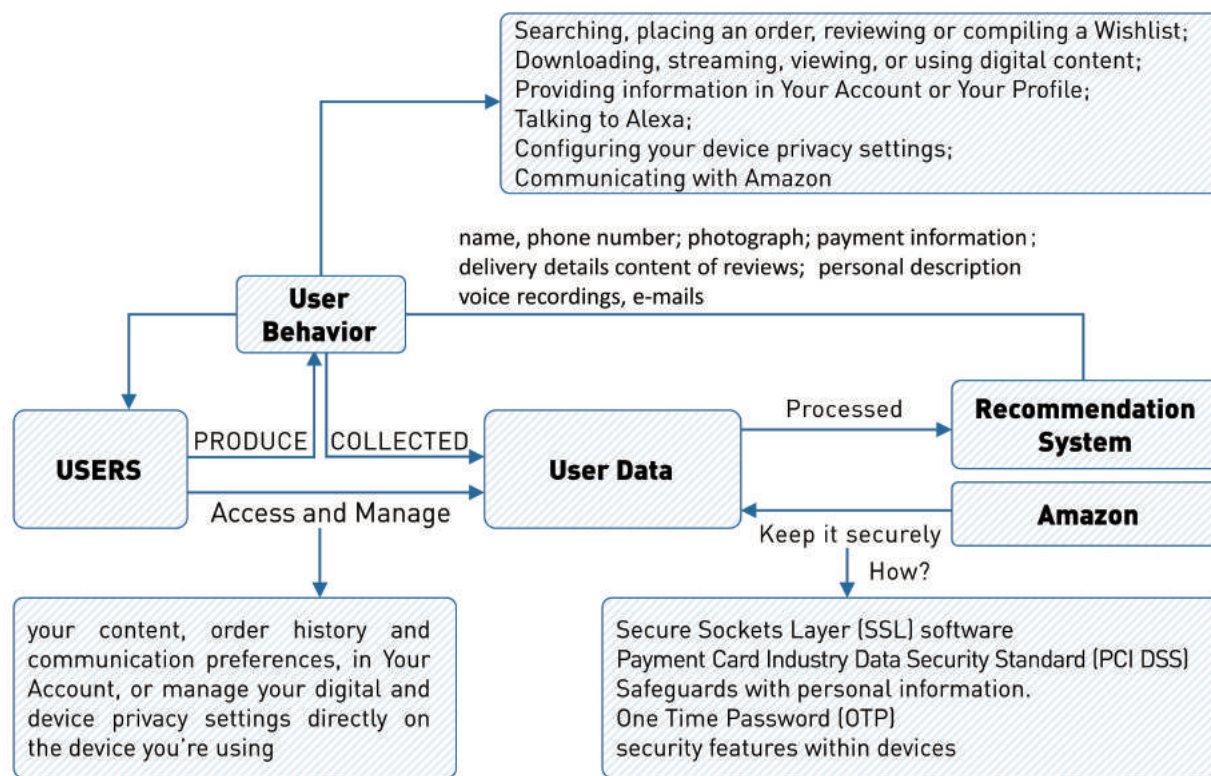 Searching, placing an order, reviewing or compiling a Wishlist;
Downloading, streaming, viewing, or using digital content;
Providing information in Your Account or Your Profile;
Talking to Alexa;
Configuring your device privacy settings;
Communicating with Amazon
name, phone number; photograph; payment information;
delivery details content of reviews; personal description
voice recordings, e-mails
User
Behavior
USERS
PRODUCE
COLLECTED
Access and Manage
User Data
Processed
Recommendation
System
Amazon
Keep it securely
How?
your content, order history and
communication preferences, in Your
Account, or manage your digital and
device privacy settings directly on
the device you're using
Secure Sockets Layer (SSL) software
Payment Card Industry Data Security Standard (PCI DSS)
Safeguards with personal information.
One Time Password (OTP)
security features within devices